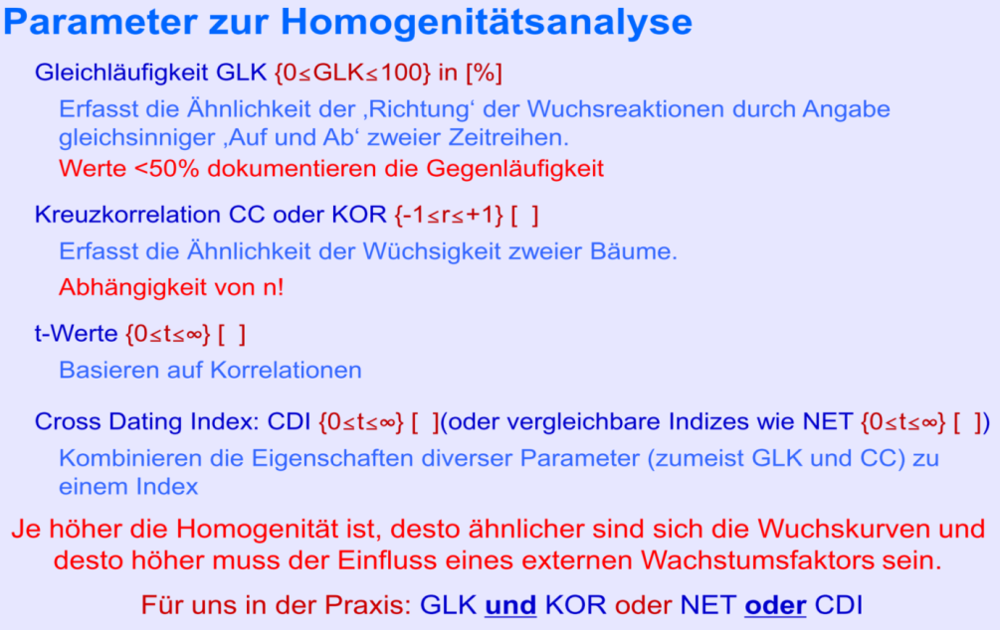 Parameter zur Homogenitätsanalyse
Gleichläufigkeit GLK {0≤GLK≤100} in [%]
Erfasst die Ähnlichkeit der ‚Richtung‘ der Wuchsreaktionen durch Angabe
gleichsinniger ‚Auf und Ab‘ zweier Zeitreihen.
Werte <50% dokumentieren die Gegenläufigkeit
Kreuzkorrelation CC oder KOR {-1≤r≤+1} [ ]
Erfasst die Ähnlichkeit der Wüchsigkeit zweier Bäume.
Abhängigkeit von n!
t-Werte {0≤t≤∞} [ ]
Basieren auf Korrelationen
Cross Dating Index: CDI {0≤t≤∞} [ ](oder vergleichbare Indizes wie NET {0≤t≤∞} [ ])
Kombinieren die Eigenschaften diverser Parameter (zumeist GLK und CC) zu
einem Index
Je höher die Homogenität ist, desto ähnlicher sind sich die Wuchskurven und
desto höher muss der Einfluss eines externen Wachstumsfaktors sein.
Für uns in der Praxis: GLK und KOR oder NET oder CDI